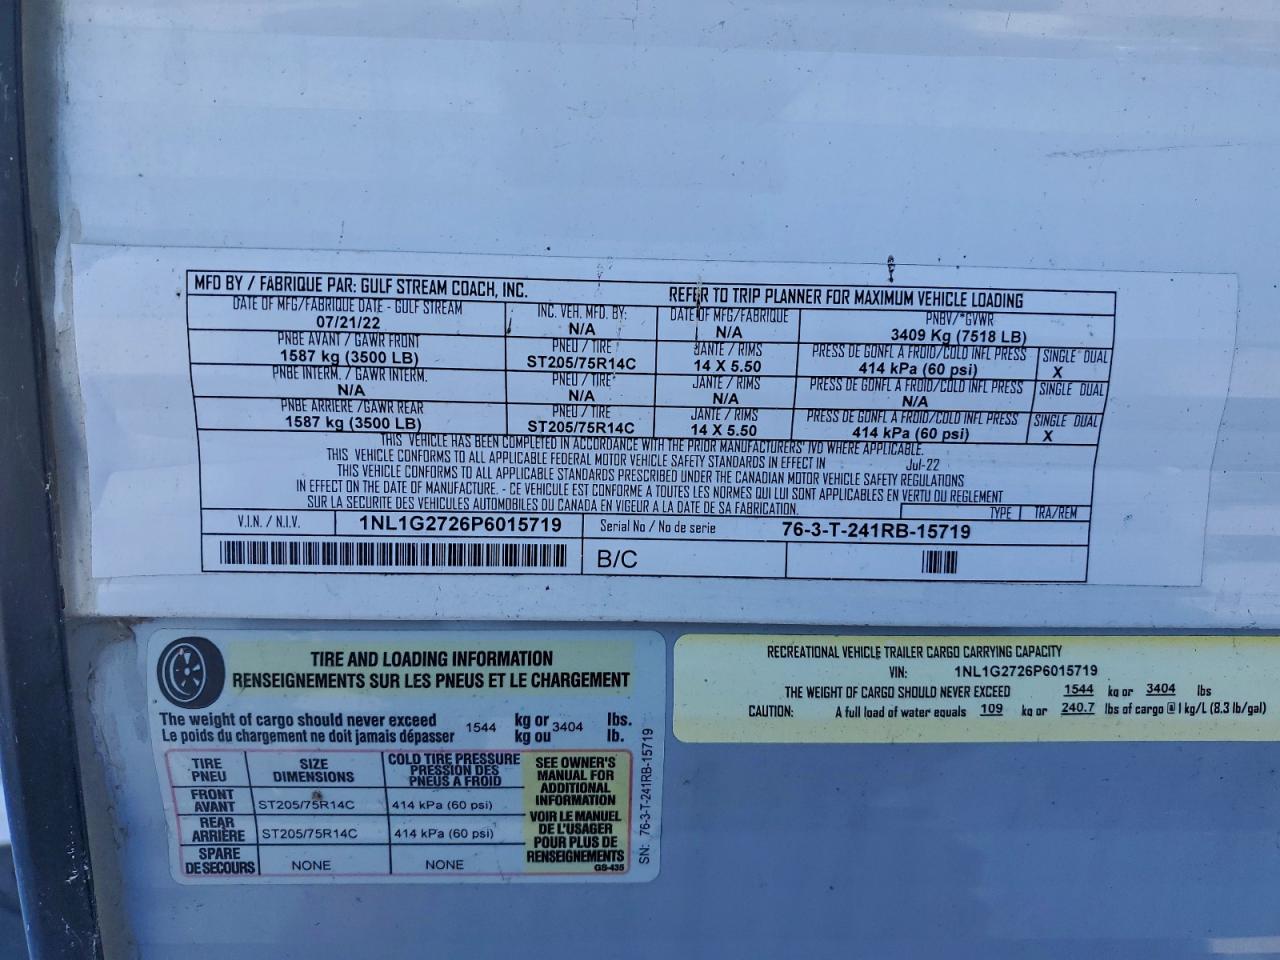 MFD BY / FABRIQUE PAR: GULF STREAM COACH, INC. REFER TO TRIP PLANNER FOR MAXIMUM VEHICLE LOADING
DATE OF MFG/FABRIQUE DATE - GULF STREAM INC. VEH. MFD. BY: DATE OF MFG/FABRIQUE PNBV/*GVWR
07/21/22 N/A N/A 3409 Kg (7518 LB)
PNBE AVANT / GAWR FRONT PNEU / TIRE JANTE / RIMS PRESS DE GONFL A FROID/COLD INFL PRESS SINGLE DUAL
1587 kg (3500 LB) ST205/75R14C 14 X 5.50 414 kPa (60 psi) X
PNBE INTERM. / GAWR INTERM. PNEU / TIRE JANTE / RIMS PRESS DE GONFL A FROID/COLD INFL PRESS SINGLE DUAL
N/A N/A N/A N/A
PNBE ARRIERE /GAWR REAR PNEU / TIRE JANTE / RIMS PRESS DE GONFL A FROID/COLD INFL PRESS SINGLE DUAL
1587 kg (3500 LB) ST205/75R14C 14 X 5.50 414 kPa (60 psi) X
THIS VEHICLE HAS BEEN COMPLETED IN ACCORDANCE WITH THE PRIOR MANUFACTURERS' IVD WHERE APPLICABLE.
THIS VEHICLE CONFORMS TO ALL APPLICABLE FEDERAL MOTOR VEHICLE SAFETY STANDARDS IN EFFECT IN Jul-22
THIS VEHICLE CONFORMS TO ALL APPLICABLE STANDARDS PRESCRIBED UNDER THE CANADIAN MOTOR VEHICLE SAFETY REGULATIONS
IN EFFECT ON THE DATE OF MANUFACTURE. - CE VEHICULE EST CONFORME A TOUTES LES NORMES QUI LUI SONT APPLICABLES EN VERTU DU REGLEMENT
SUR LA SECURITE DES VEHICULES AUTOMOBILES DU CANADA EN VIGEUR A LA DATE DE SA FABRICATION. TYPE TRA/REM
V.I.N. / N.I.V. 1NL1G2726P6015719 Serial No / No de serie 76-3-T-241RB-15719
B/C
TIRE AND LOADING INFORMATION
RENSEIGNEMENTS SUR LES PNEUS ET LE CHARGEMENT
The weight of cargo should never exceed 1544 kg or 3404 lbs.
Le poids du chargement ne doit jamais dépasser kg ou lb.
TIRE SIZE COLD TIRE PRESSURE
PNEU DIMENSIONS PRESSION DES PNEUS A FROID
FRONT
AVANT ST205/75R14C 414 kPa (60 psi)
REAR
ARRIÈRE ST205/75R14C 414 kPa (60 psi)
SPARE
DE SECOURS NONE NONE
SEE OWNER'S
MANUAL FOR
ADDITIONAL
INFORMATION
VOIR LE MANUEL
DE L'USAGER
POUR PLUS DE
RENSEIGNEMENTS
GS-435
SN: 76-3-T-241RB-15719
RECREATIONAL VEHICLE TRAILER CARGO CARRYING CAPACITY
VIN: 1NL1G2726P6015719
THE WEIGHT OF CARGO SHOULD NEVER EXCEED 1544 kg or 3404 lbs
CAUTION: A full load of water equals 109 kg or 240.7 lbs of cargo @ 1 kg/L (8.3 lb/gal)